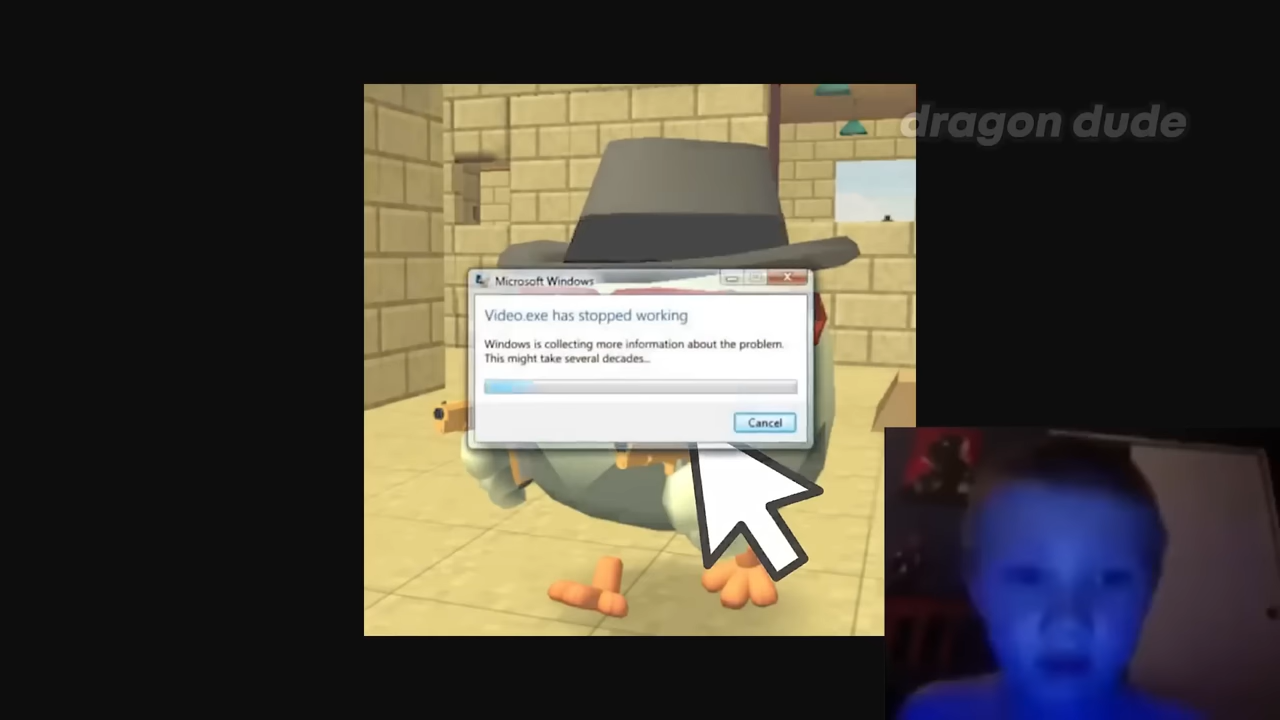 dragon dude
Microsoft Windows
Video.exe has stopped working
Windows is collecting more information about the problem.
This might take several decades...
Cancel